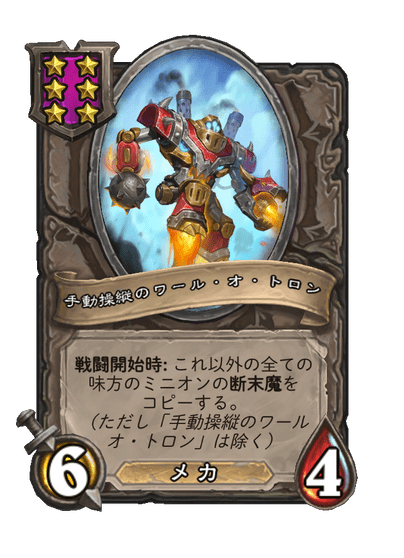 手動操縦のワール・オ・トロン
戦闘開始時: これ以外の全ての
味方のミニオンの断末魔を
コピーする。
(ただし「手動操縦のワール
オ・トロン」は除く)
6
メカ
4